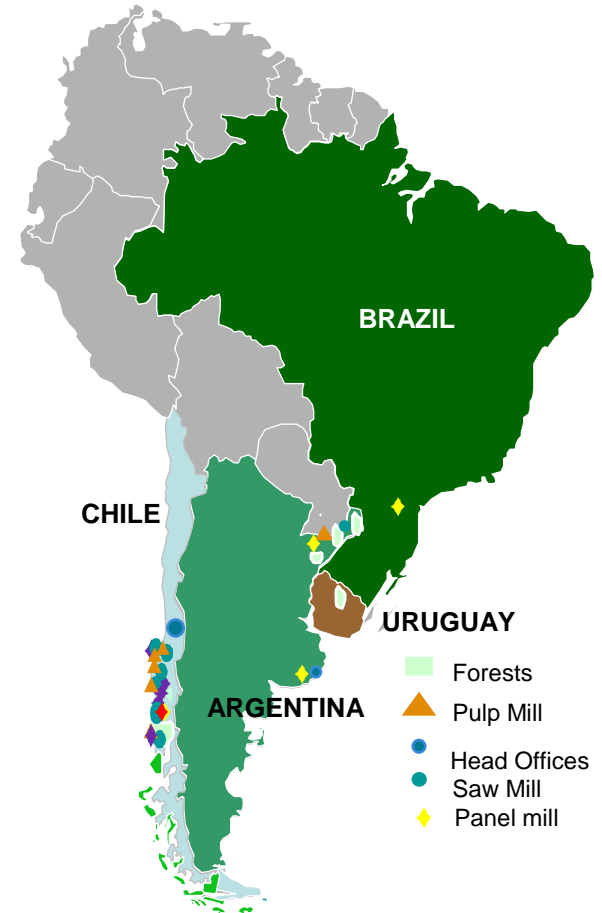 BRAZIL
CHILE
URUGUAY
ARGENTINA
Forests
Pulp Mill
Head Offices
Saw Mill
Panel mill